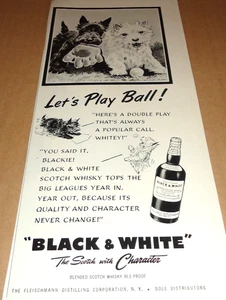 Let's Play Ball!
"HERE'S A DOUBLE PLAY
THAT'S ALWAYS
A POPULAR CALL,
WHITEY!"
"YOU SAID IT,
BLACKIE!
BLACK & WHITE
SCOTCH WHISKY TOPS THE
BIG LEAGUES YEAR IN,
YEAR OUT, BECAUSE ITS
QUALITY AND CHARACTER
NEVER CHANGE!"
BLACK & WHITE
"BLACK & WHITE"
The Scotch with Character
BLENDED SCOTCH WHISKY 86.8 PROOF
THE FLEISCHMANN DISTILLING CORPORATION, N. Y. • SOLE DISTRIBUTORS